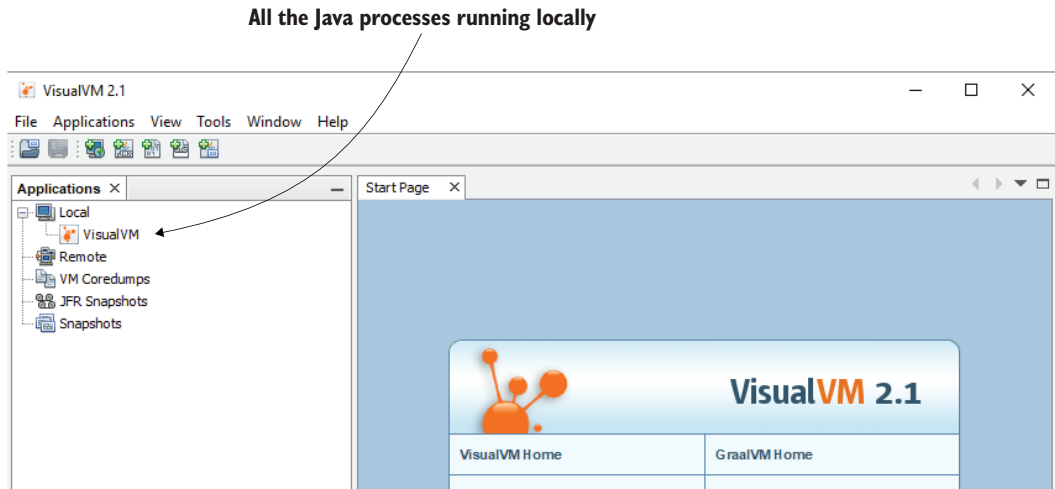 All the Java processes running locally
VisualVM 2.1
File Applications View Tools Window Help
Applications
Start Page
Local
VisualVM
Remote
VM Coredumps
JFR Snapshots
Snapshots
VisualVM 2.1
VisualVM Home
GraalVM Home